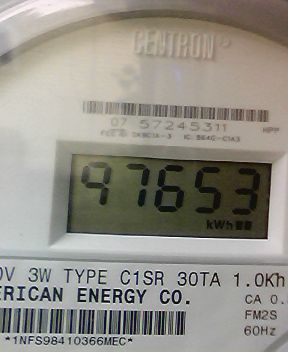 CENTRON®
07 57245311 HPP
97653
kWh
0V 3W TYPE C1SR 30TA 1.0Kh
ERICAN ENERGY CO. CA 0.
FM2S
*1NFS98410366MEC* 60Hz